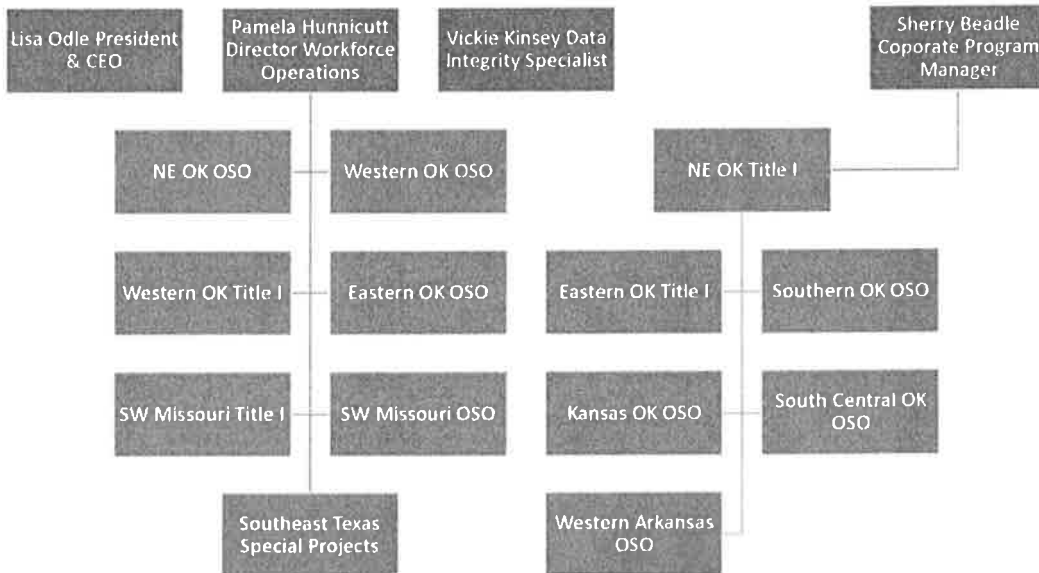 Lisa Odle President
& CEO
Pamela Hunnicutt
Director Workforce
Operations
Vickie Kinsey Data
Integrity Specialist
Sherry Beadle
Coporate Program
Manager
NE OK OSO
Western OK OSO
NE OK Title I
Western OK Title I
Eastern OK OSO
Eastern OK Title I
Southern OK OSO
SW Missouri Title I
SW Missouri OSO
Kansas OK OSO
South Central OK
OSO
Southeast Texas
Special Projects
Western Arkansas
OSO